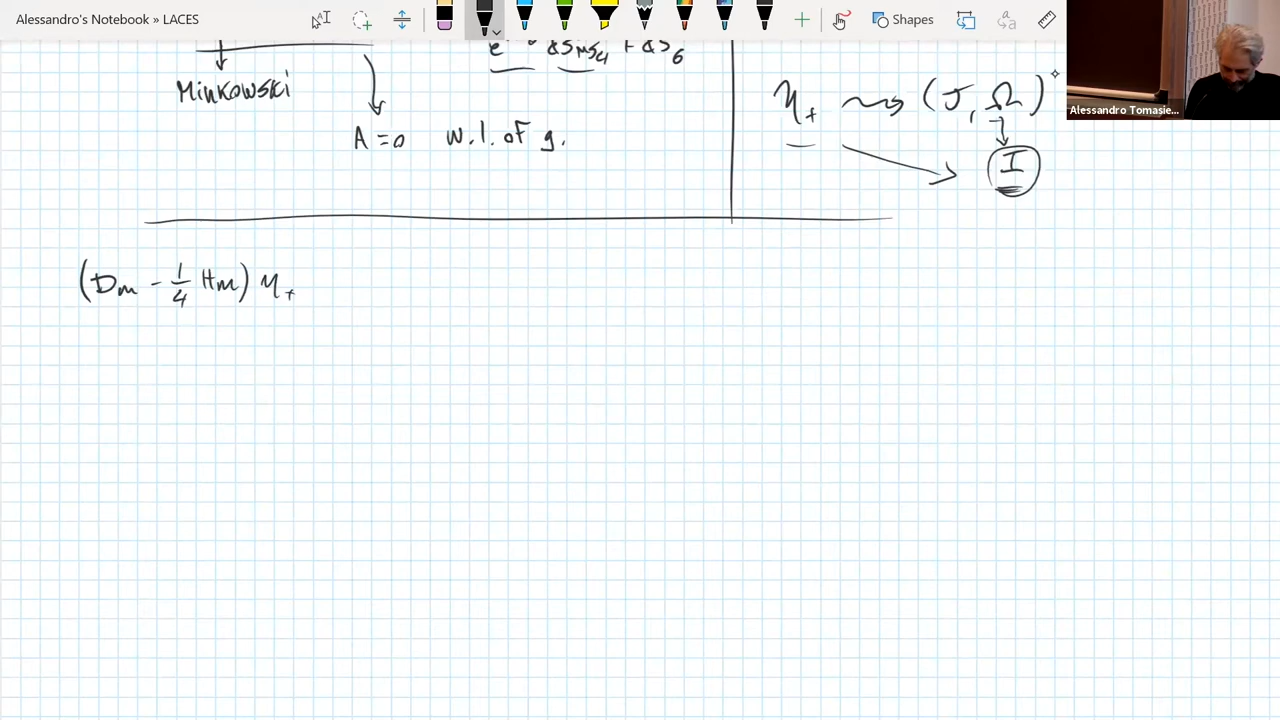 Alessandro's Notebook » LACES
Shapes
Alessandro Tomasie...
Minkowski
A = 0 w.l. of g.
η₊ ⇝ (J, Ω)
I
(Dₘ - 1/4 Hₘ) η₊